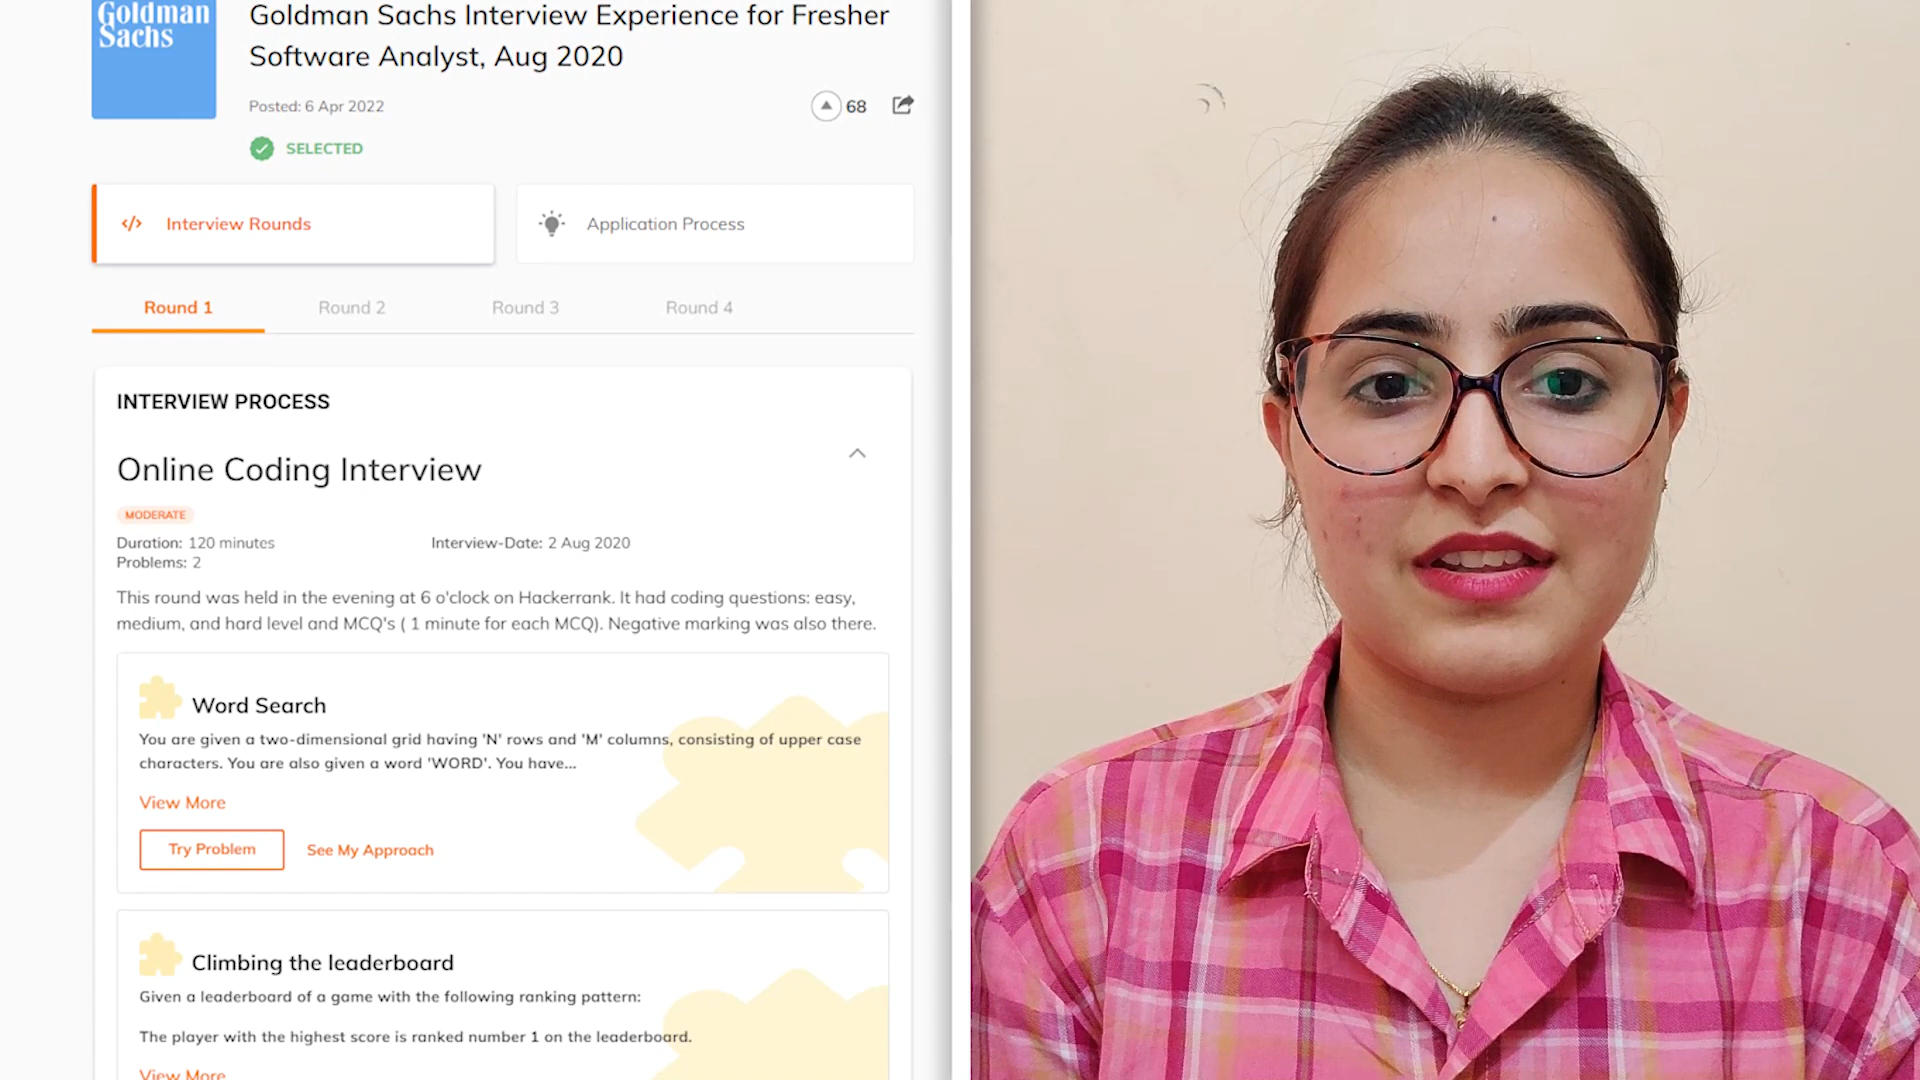 Goldman
Sachs
Goldman Sachs Interview Experience for Fresher
Software Analyst, Aug 2020
Posted: 6 Apr 2022
68
SELECTED
</> Interview Rounds
Application Process
Round 1
Round 2
Round 3
Round 4
INTERVIEW PROCESS
Online Coding Interview
MODERATE
Duration: 120 minutes
Interview-Date: 2 Aug 2020
Problems: 2
This round was held in the evening at 6 o'clock on Hackerrank. It had coding questions: easy,
medium, and hard level and MCQ's ( 1 minute for each MCQ). Negative marking was also there.
Word Search
You are given a two-dimensional grid having 'N' rows and 'M' columns, consisting of upper case
characters. You are also given a word 'WORD'. You have...
View More
Try Problem
See My Approach
Climbing the leaderboard
Given a leaderboard of a game with the following ranking pattern:
The player with the highest score is ranked number 1 on the leaderboard.
View More